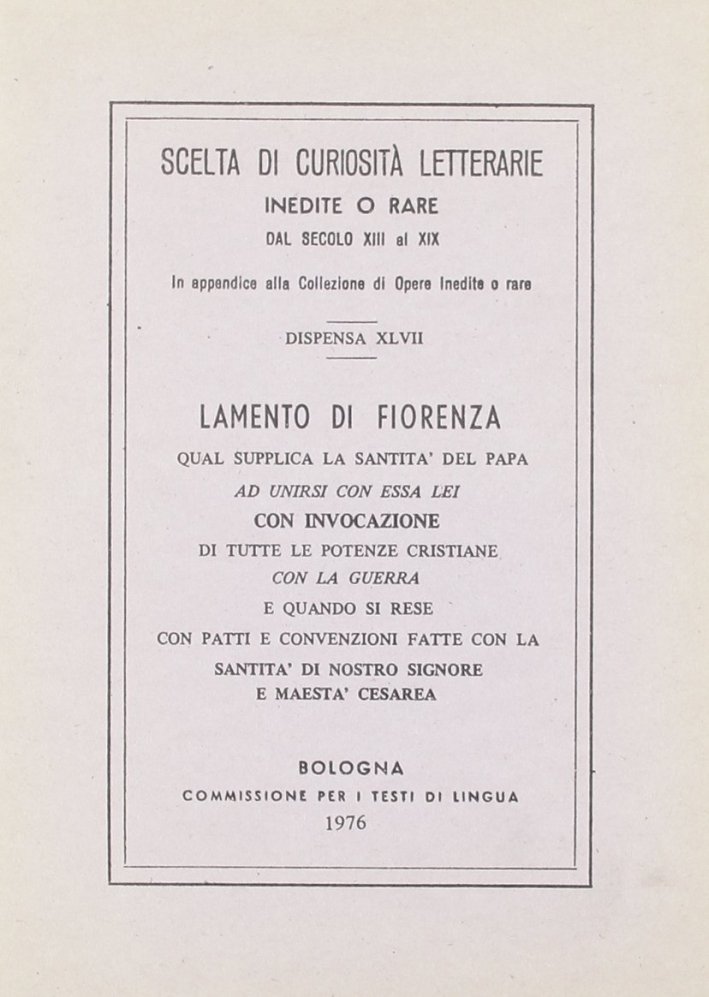 SCELTA DI CURIOSITÀ LETTERARIE
INEDITE O RARE
DAL SECOLO XIII al XIX
In appendice alla Collezione di Opere Inedite o rare
DISPENSA XLVII
LAMENTO DI FIORENZA
QUAL SUPPLICA LA SANTITA' DEL PAPA
AD UNIRSI CON ESSA LEI
CON INVOCAZIONE
DI TUTTE LE POTENZE CRISTIANE
CON LA GUERRA
E QUANDO SI RESE
CON PATTI E CONVENZIONI FATTE CON LA
SANTITA' DI NOSTRO SIGNORE
E MAESTA' CESAREA
BOLOGNA
COMMISSIONE PER I TESTI DI LINGUA
1976